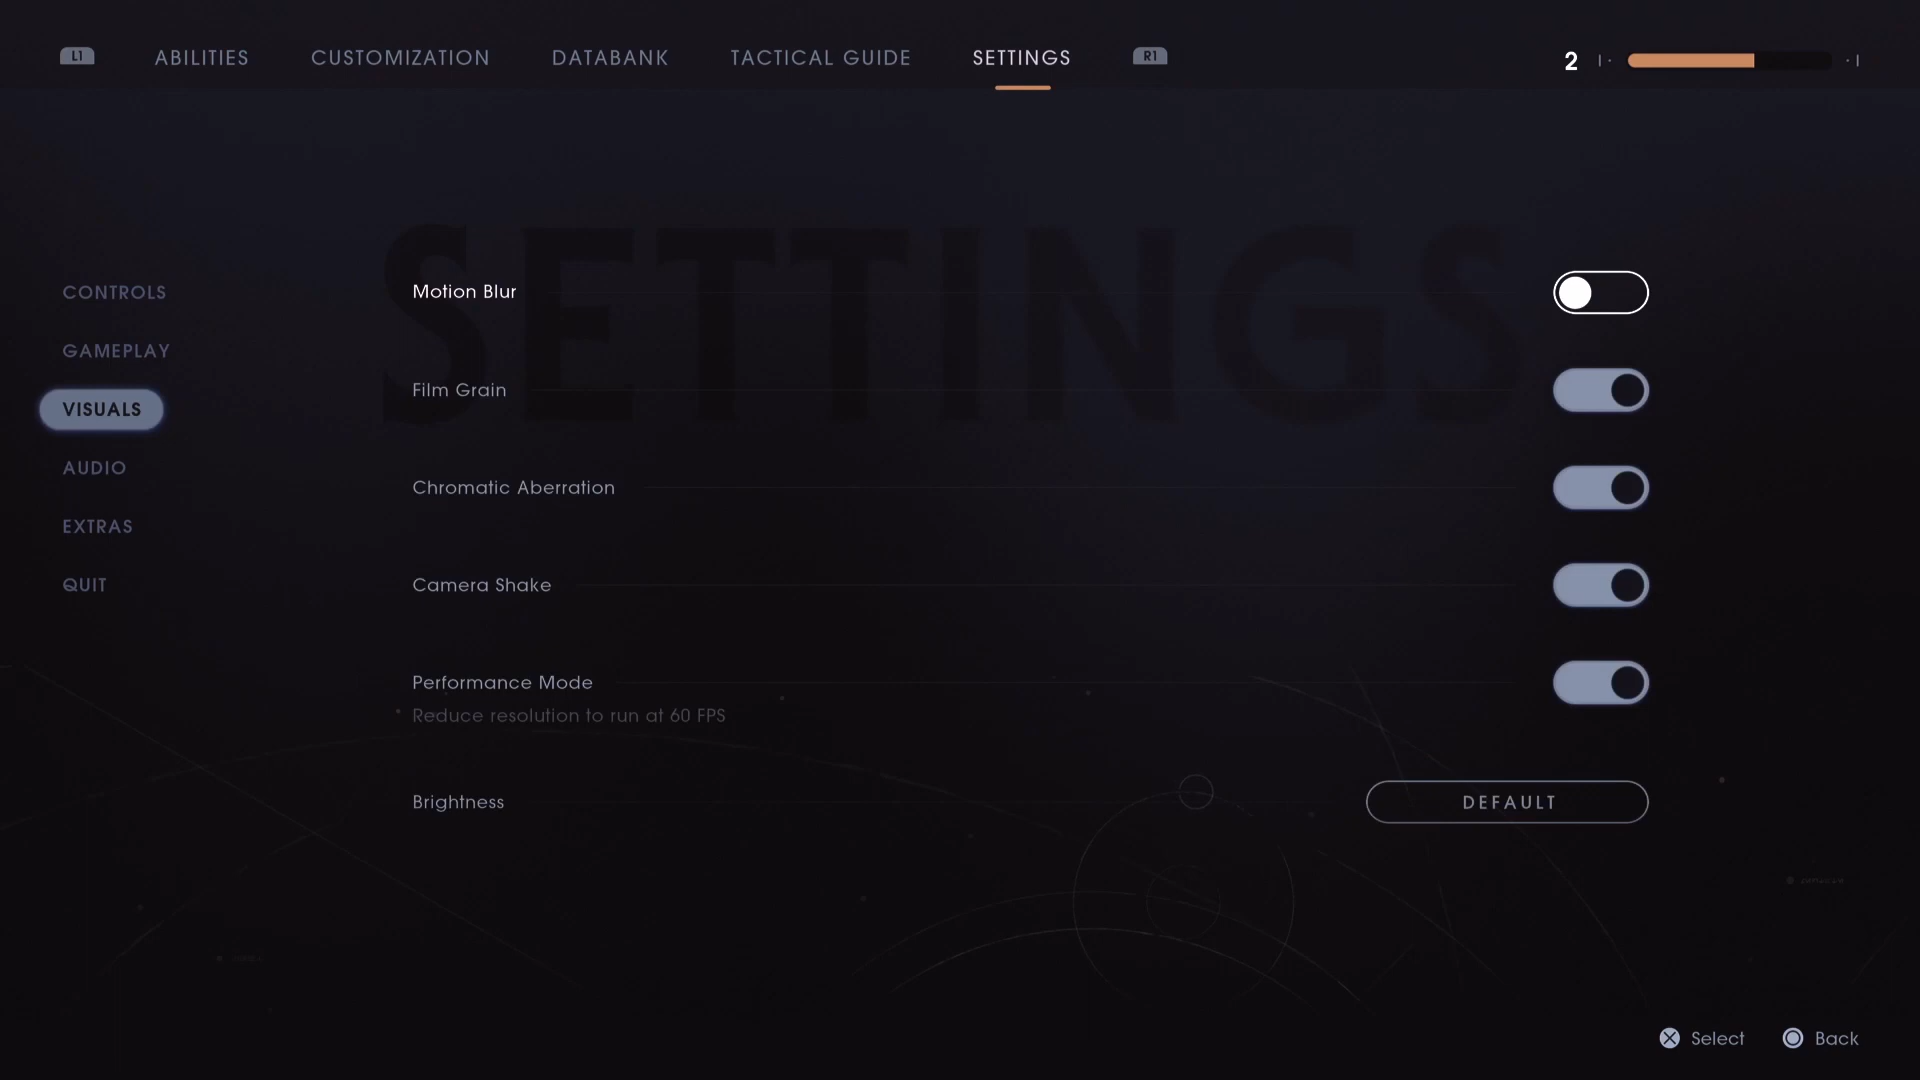 L1 ABILITIES CUSTOMIZATION DATABANK TACTICAL GUIDE SETTINGS R1 2
SETTINGS
CONTROLS
GAMEPLAY
VISUALS
AUDIO
EXTRAS
QUIT
Motion Blur
Film Grain
Chromatic Aberration
Camera Shake
Performance Mode
Reduce resolution to run at 60 FPS
Brightness DEFAULT
Select Back